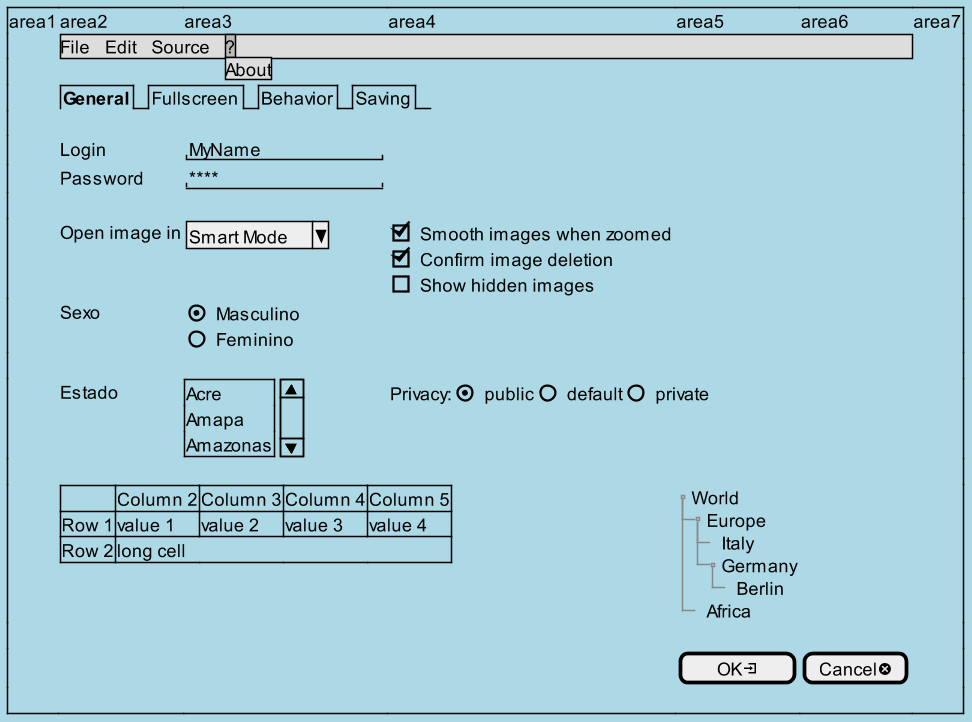 area1 area2 area3 area4 area5 area6 area7
File Edit Source ?
About
General Fullscreen Behavior Saving
Login MyName
Password ****
Open image in Smart Mode
Smooth images when zoomed
Confirm image deletion
Show hidden images
Sexo Masculino
Feminino
Estado
Acre
Amapa
Amazonas
Privacy: public default private
Column 2 Column 3 Column 4 Column 5
Row 1 value 1 value 2 value 3 value 4
Row 2 long cell
World
Europe
Italy
Germany
Berlin
Africa
OK Cancel